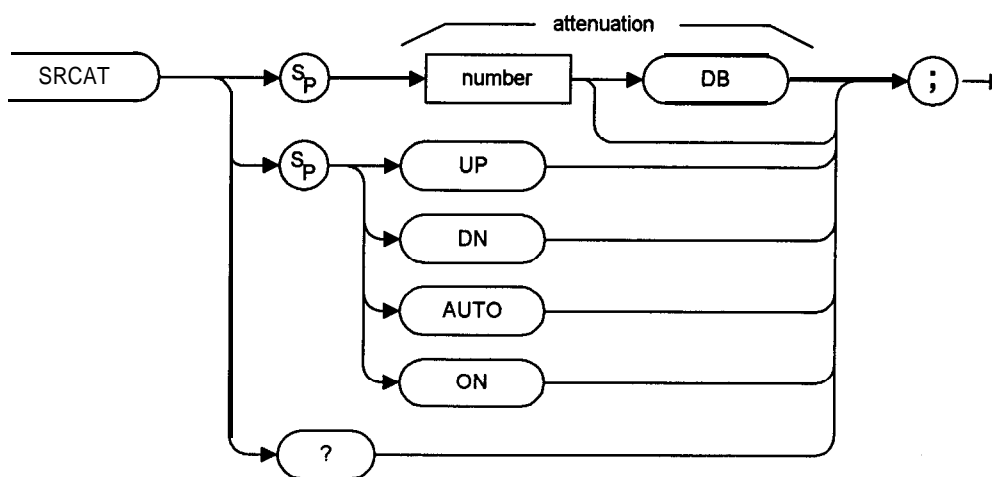 attenuation
SRCAT
SP
number
DB
;
SP
UP
DN
AUTO
ON
?